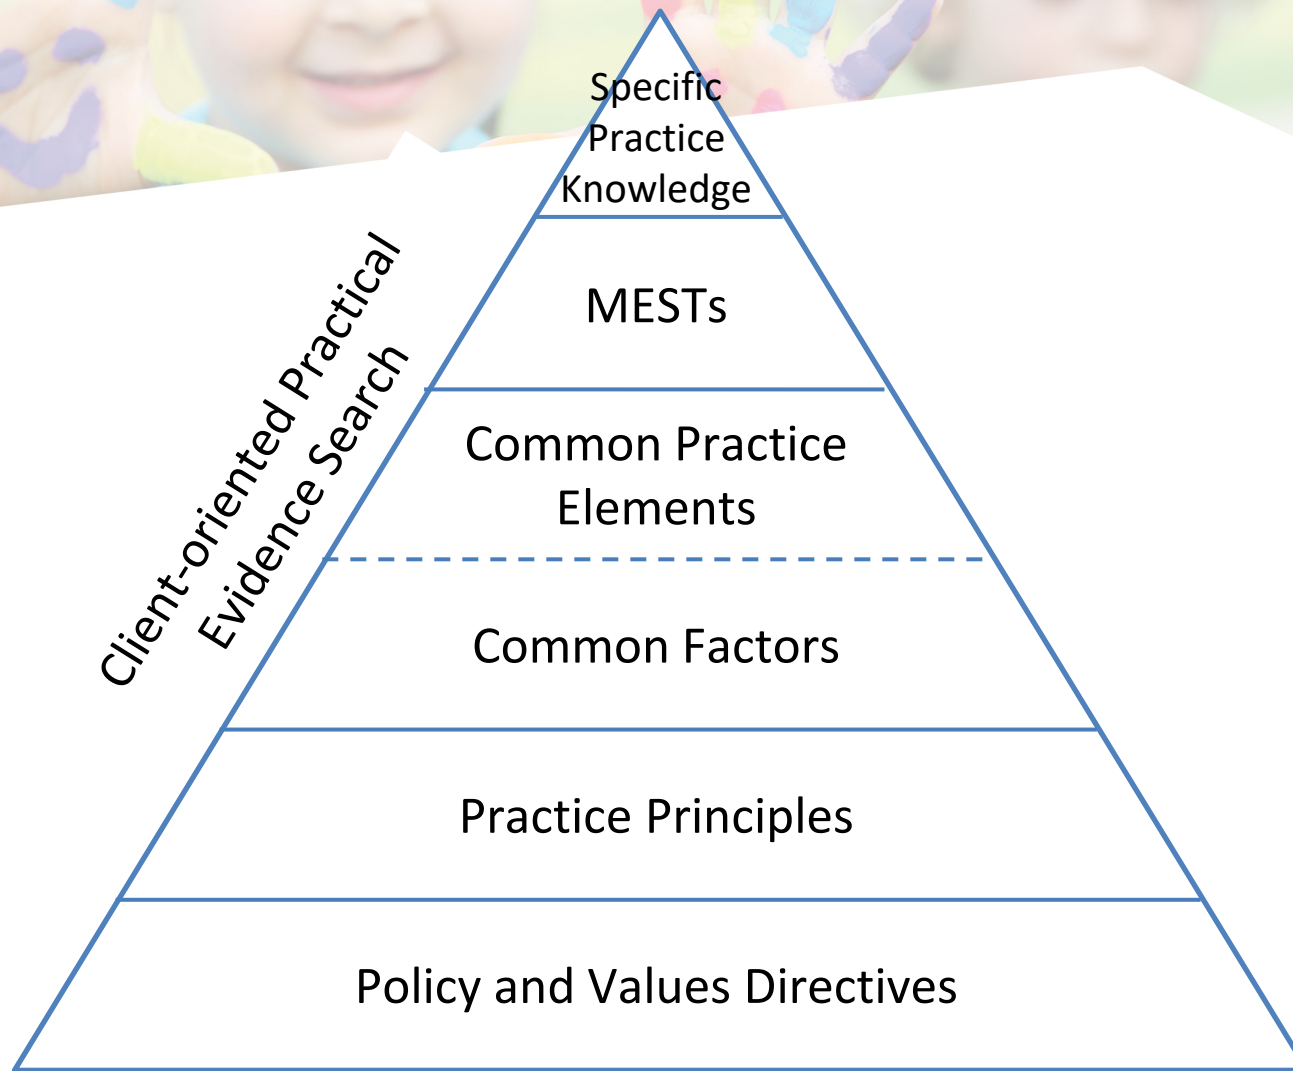 Specific
Practice
Knowledge
MESTs
Common Practice
Elements
Common Factors
Practice Principles
Policy and Values Directives
Client-oriented Practical
Evidence Search